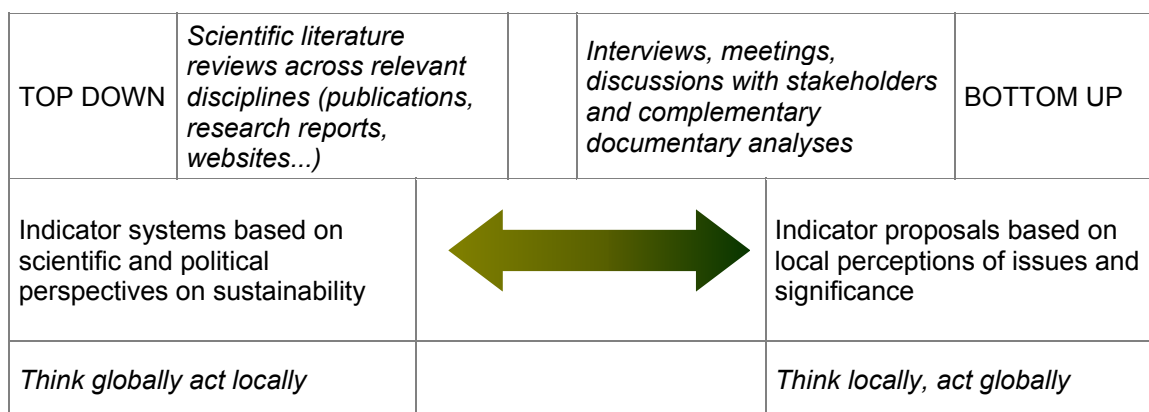 TOP DOWN
Scientific literature
reviews across relevant
disciplines (publications,
research reports,
websites...)
Interviews, meetings,
discussions with stakeholders
and complementary
documentary analyses
BOTTOM UP
Indicator systems based on
scientific and political
perspectives on sustainability
Indicator proposals based on
local perceptions of issues and
significance
Think globally act locally
Think locally, act globally